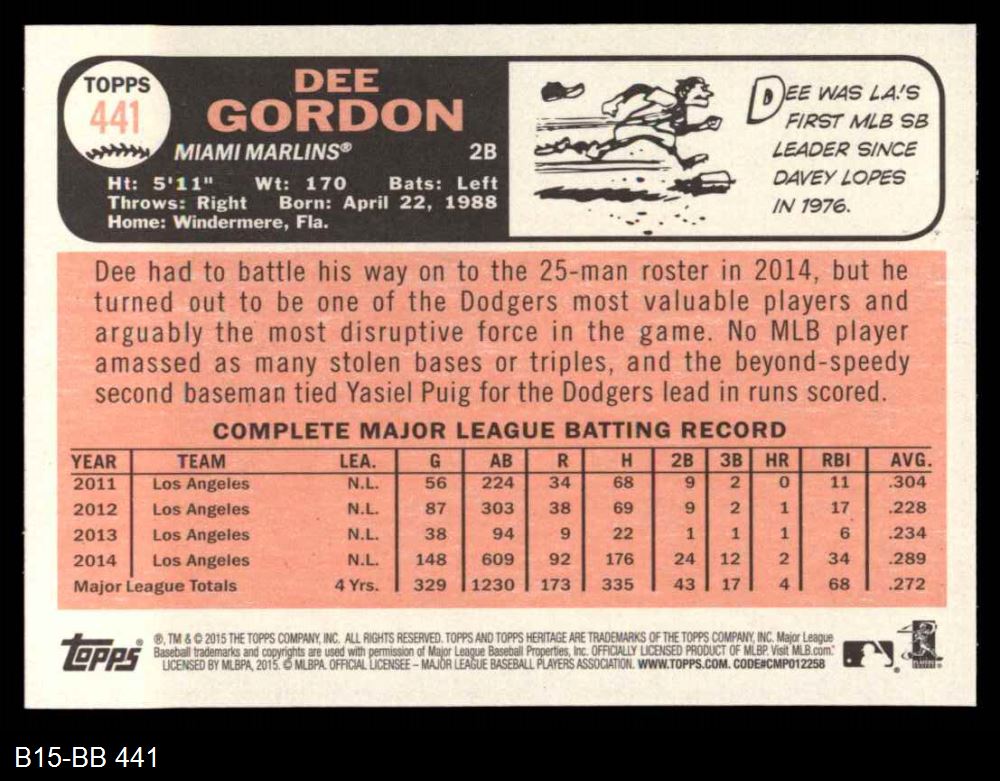 TOPPS
441
DEE
GORDON
MIAMI MARLINS® 2B
Ht: 5'11" Wt: 170 Bats: Left
Throws: Right Born: April 22, 1988
Home: Windermere, Fla.
DEE WAS L.A.'S
FIRST MLB SB
LEADER SINCE
DAVEY LOPES
IN 1976.
Dee had to battle his way on to the 25-man roster in 2014, but he
turned out to be one of the Dodgers most valuable players and
arguably the most disruptive force in the game. No MLB player
amassed as many stolen bases or triples, and the beyond-speedy
second baseman tied Yasiel Puig for the Dodgers lead in runs scored.
COMPLETE MAJOR LEAGUE BATTING RECORD
YEAR TEAM LEA. G AB R H 2B 3B HR RBI AVG.
2011 Los Angeles N.L. 56 224 34 68 9 2 0 11 .304
2012 Los Angeles N.L. 87 303 38 69 9 2 1 17 .228
2013 Los Angeles N.L. 38 94 9 22 1 1 1 6 .234
2014 Los Angeles N.L. 148 609 92 176 24 12 2 34 .289
Major League Totals 4 Yrs. 329 1230 173 335 43 17 4 68 .272
topps®
®, TM & © 2015 THE TOPPS COMPANY, INC. ALL RIGHTS RESERVED. TOPPS AND TOPPS HERITAGE ARE TRADEMARKS OF THE TOPPS COMPANY, INC. Major League
Baseball trademarks and copyrights are used with permission of Major League Baseball Properties, Inc. OFFICIALLY LICENSED PRODUCT OF MLBP. Visit MLB.com.
LICENSED BY MLBPA, 2015. © MLBPA. OFFICIAL LICENSEE – MAJOR LEAGUE BASEBALL PLAYERS ASSOCIATION. WWW.TOPPS.COM. CODE#CMP012258
B15-BB 441